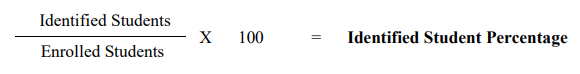 Identified Students
Enrolled Students X 100 = Identified Student Percentage